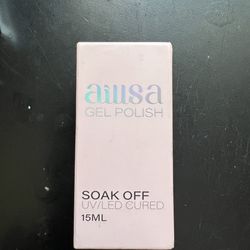 aillsa
GEL POLISH
SOAK OFF
UV/LED CURED
15ML